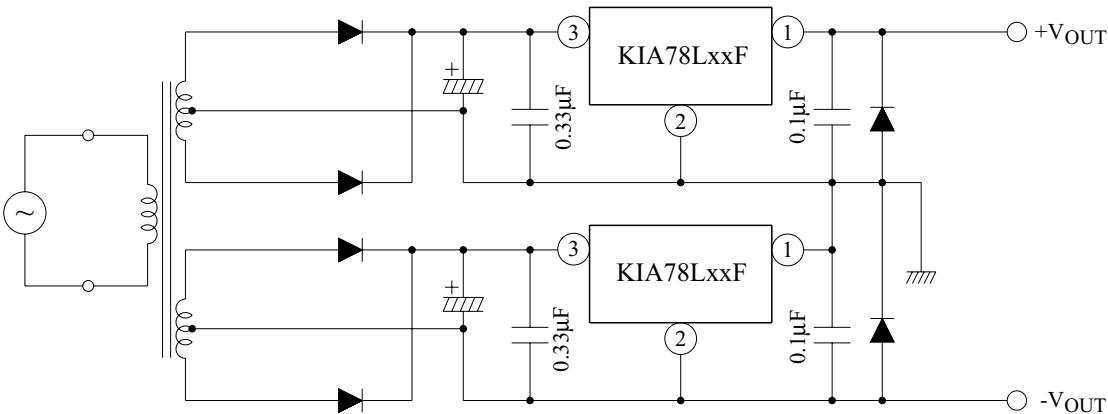 3
KIA78LxxF
1
+VOUT
+
0.33μF
2
0.1μF
~
3
KIA78LxxF
1
+
0.33μF
2
0.1μF
-VOUT